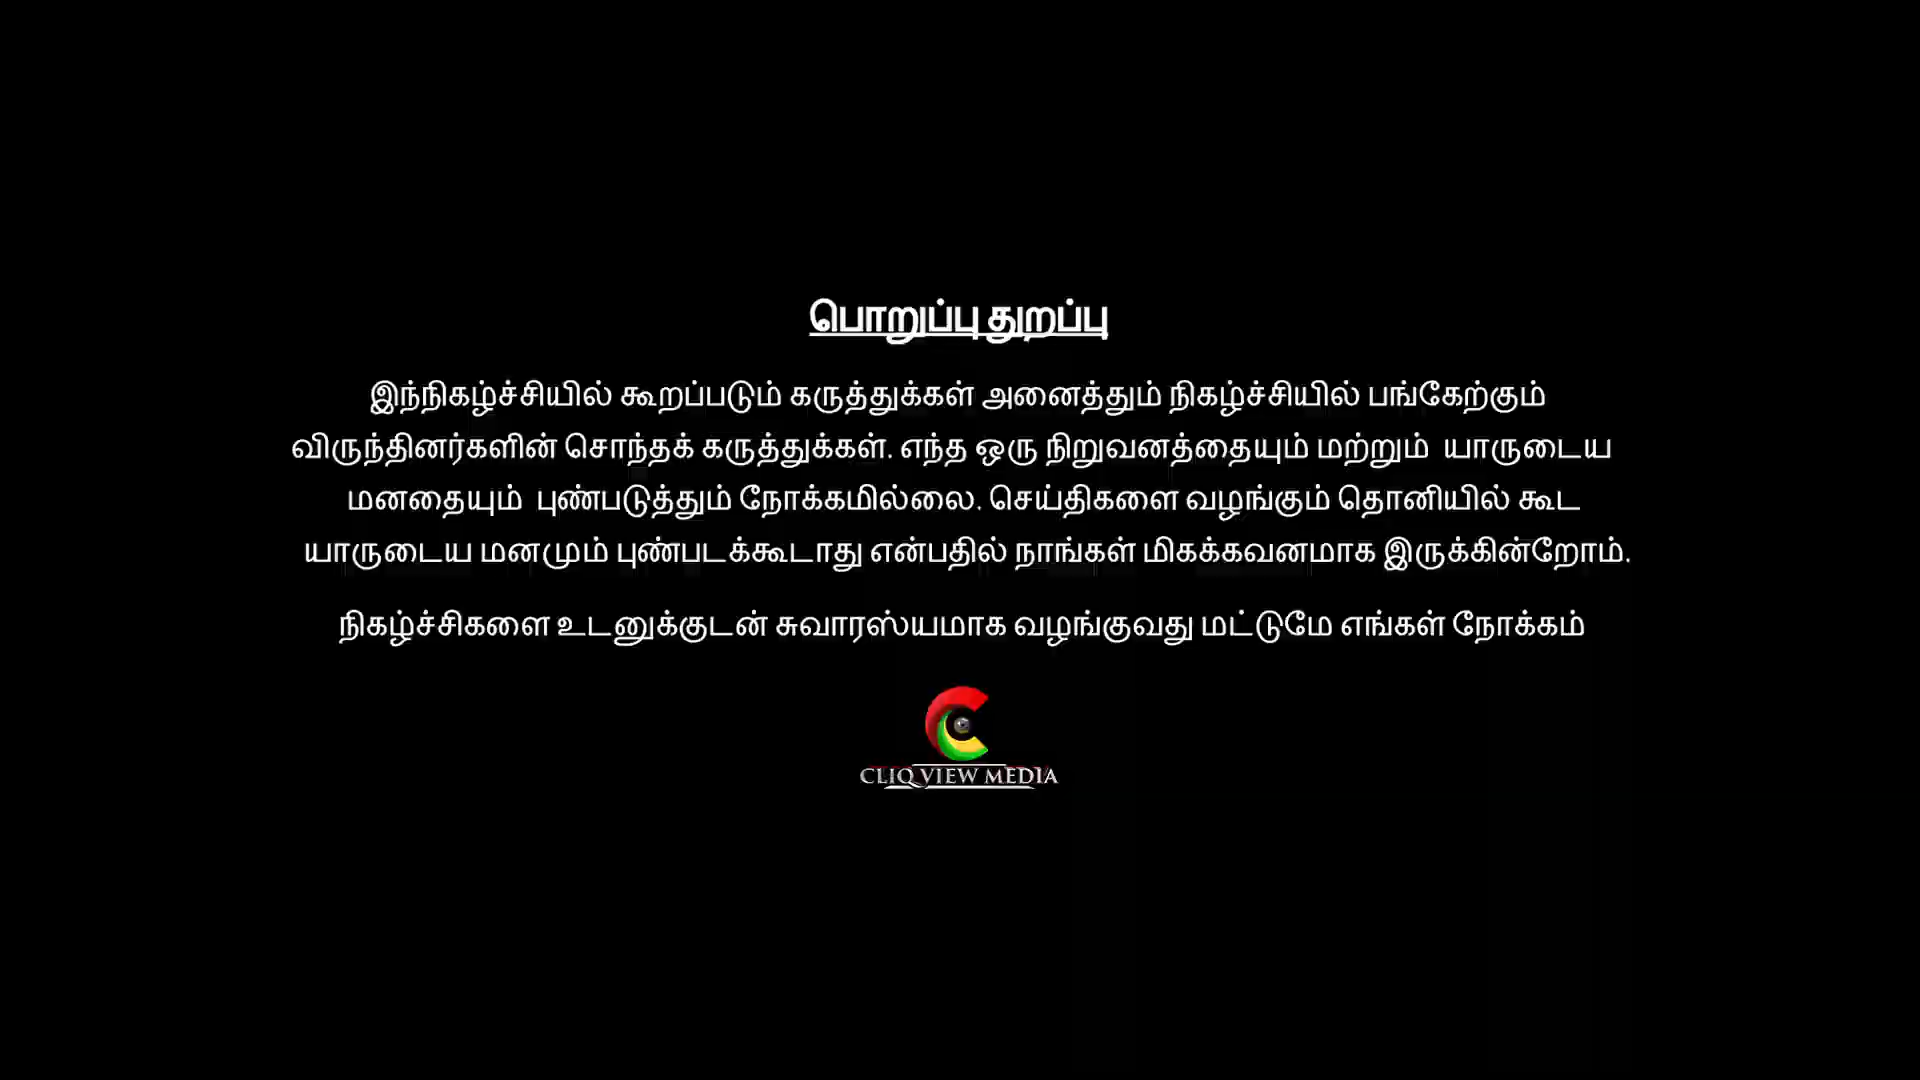 பொறுப்பு துறப்பு
இந்நிகழ்ச்சியில் கூறப்படும் கருத்துக்கள் அனைத்தும் நிகழ்ச்சியில் பங்கேற்கும்
விருந்தினர்களின் சொந்தக் கருத்துக்கள். எந்த ஒரு நிறுவனத்தையும் மற்றும் யாருடைய
மனதையும் புண்படுத்தும் நோக்கமில்லை. செய்திகளை வழங்கும் தொனியில் கூட
யாருடைய மனமும் புண்படக்கூடாது என்பதில் நாங்கள் மிகக்கவனமாக இருக்கின்றோம்.
நிகழ்ச்சிகளை உடனுக்குடன் சுவாரஸ்யமாக வழங்குவது மட்டுமே எங்கள் நோக்கம்
CLIQ VIEW MEDIA